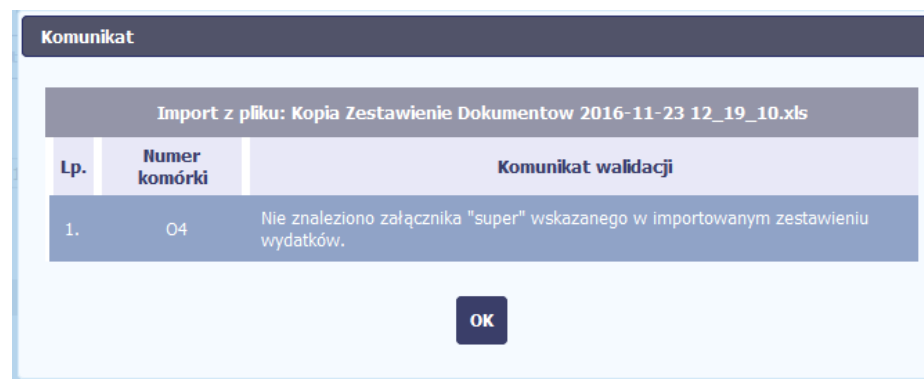 Komunikat
Import z pliku: Kopia Zestawienie Dokumentow 2016-11-23 12_19_10.xls
Lp.
Numer
komórki
Komunikat walidacji
1.
O4
Nie znaleziono załącznika "super" wskazanego w importowanym zestawieniu
wydatków.
OK